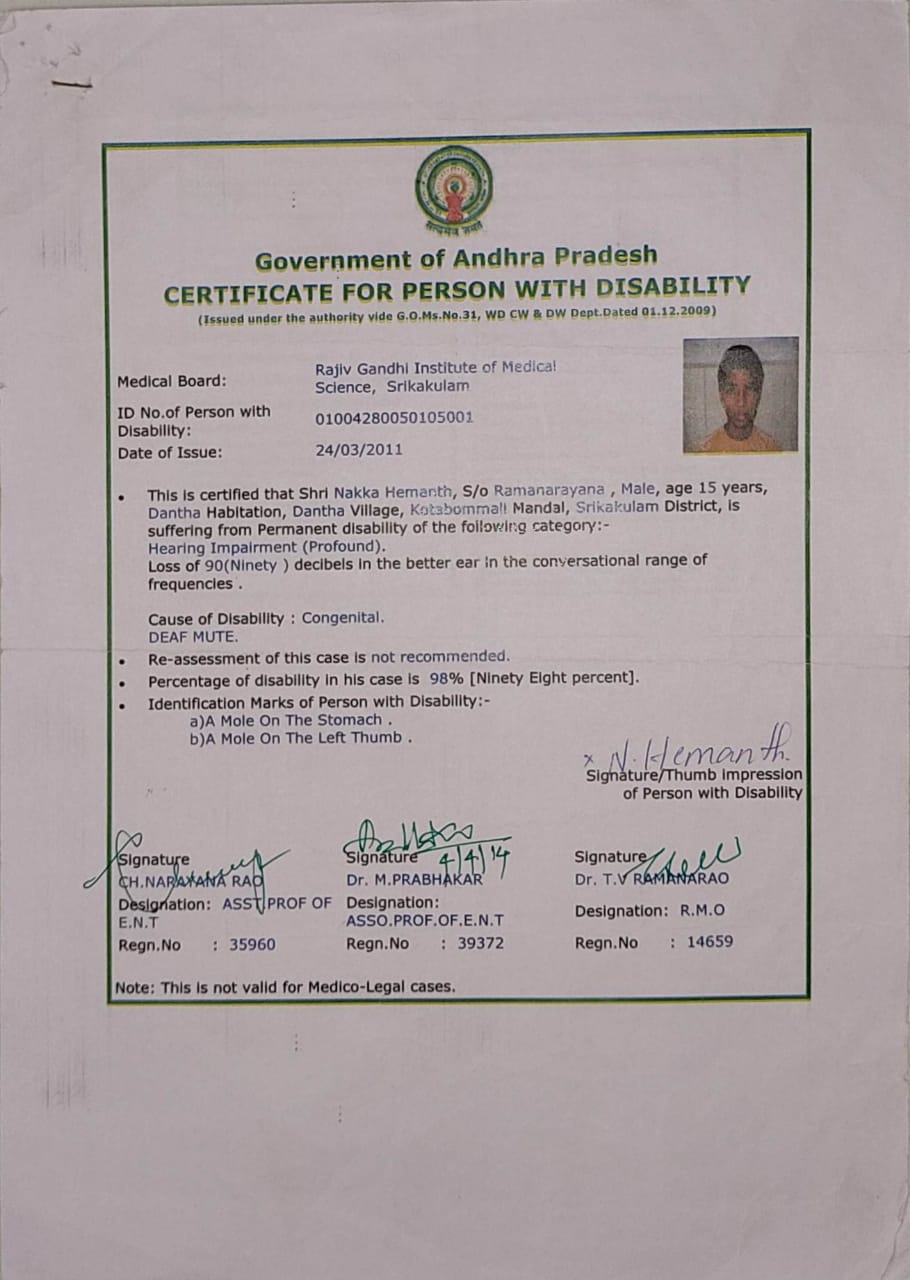 सत्यमेव जयते
Government of Andhra Pradesh
CERTIFICATE FOR PERSON WITH DISABILITY
(Issued under the authority vide G.O.Ms.No.31, WD CW & DW Dept.Dated 01.12.2009)
Medical Board:
Rajiv Gandhi Institute of Medical
Science, Srikakulam
ID No.of Person with
Disability:
01004280050105001
Date of Issue:
24/03/2011
• This is certified that Shri Nakka Hemanth, S/o Ramanarayana , Male, age 15 years,
Dantha Habitation, Dantha Village, Kotabommali Mandal, Srikakulam District, is
suffering from Permanent disability of the following category:-
Hearing Impairment (Profound).
Loss of 90(Ninety ) decibels in the better ear in the conversational range of
frequencies .
Cause of Disability : Congenital.
DEAF MUTE.
• Re-assessment of this case is not recommended.
• Percentage of disability in his case is 98% [Ninety Eight percent].
• Identification Marks of Person with Disability:-
a)A Mole On The Stomach .
b)A Mole On The Left Thumb .
x N. Hemanth.
Signature/Thumb impression
of Person with Disability
Signature
CH.NARAYANA RAO
Designation: ASST PROF OF
E.N.T
Regn.No : 35960
Signature
4/4/14
Dr. M.PRABHAKAR
Designation:
ASSO.PROF.OF.E.N.T
Regn.No : 39372
Signature
Dr. T.V RAMANARAO
Designation: R.M.O
Regn.No : 14659
Note: This is not valid for Medico-Legal cases.